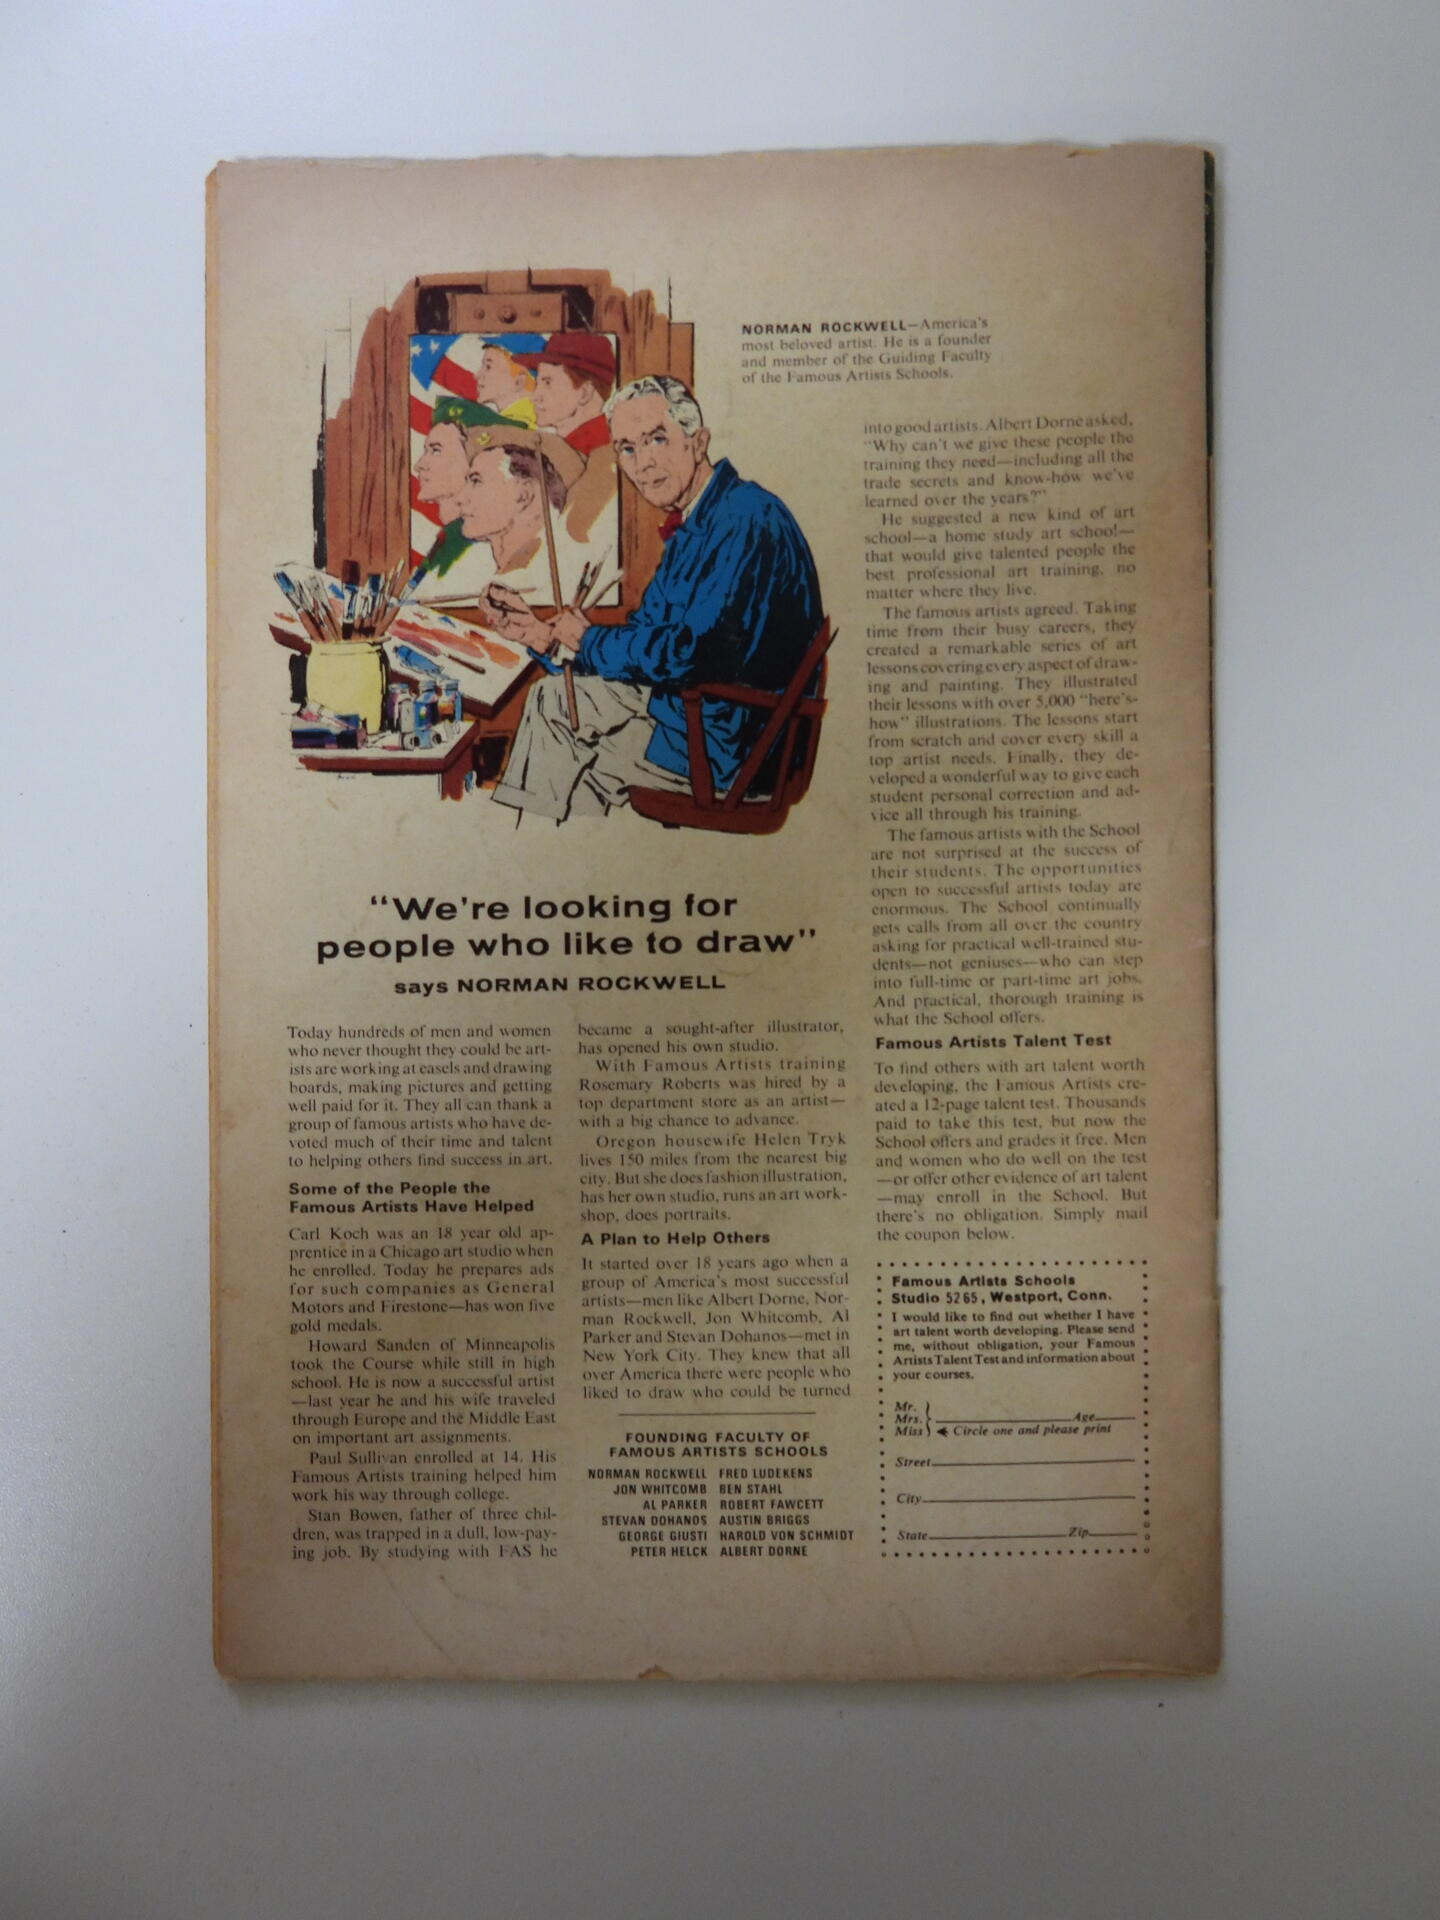 NORMAN ROCKWELL—America's
most beloved artist. He is a founder
and member of the Guiding Faculty
of the Famous Artists Schools.
"We're looking for
people who like to draw"
says NORMAN ROCKWELL
Today hundreds of men and women
who never thought they could be art-
ists are working at easels and drawing
boards, making pictures and getting
well paid for it. They all can thank a
group of famous artists who have de-
voted much of their time and talent
to helping others find success in art.
Some of the People the
Famous Artists Have Helped
Carl Koch was an 18 year old ap-
prentice in a Chicago art studio when
he enrolled. Today he prepares ads
for such companies as General
Motors and Firestone—has won five
gold medals.
Howard Sanden of Minneapolis
took the Course while still in high
school. He is now a successful artist
—last year he and his wife traveled
through Europe and the Middle East
on important art assignments.
Paul Sullivan enrolled at 14. His
Famous Artists training helped him
work his way through college.
Stan Bowen, father of three chil-
dren, was trapped in a dull, low-pay-
ing job. By studying with FAS he
became a sought-after illustrator,
has opened his own studio.
With Famous Artists training
Rosemary Roberts was hired by a
top department store as an artist—
with a big chance to advance.
Oregon housewife Helen Tryk
lives 150 miles from the nearest big
city. But she does fashion illustration,
has her own studio, runs an art work-
shop, does portraits.
A Plan to Help Others
It started over 18 years ago when a
group of America's most successful
artists—men like Albert Dorne, Nor-
man Rockwell, Jon Whitcomb, Al
Parker and Stevan Dohanos—met in
New York City. They knew that all
over America there were people who
liked to draw who could be turned
into good artists. Albert Dorne asked,
"Why can't we give these people the
training they need—including all the
trade secrets and know-how we've
learned over the years?"
He suggested a new kind of art
school—a home study art school—
that would give talented people the
best professional art training, no
matter where they live.
The famous artists agreed. Taking
time from their busy careers, they
created a remarkable series of art
lessons covering every aspect of draw-
ing and painting. They illustrated
their lessons with over 5,000 "here's-
how" illustrations. The lessons start
from scratch and cover every skill a
top artist needs. Finally, they de-
veloped a wonderful way to give each
student personal correction and ad-
vice all through his training.
The famous artists with the School
are not surprised at the success of
their students. The opportunities
open to successful artists today are
enormous. The School continually
gets calls from all over the country
asking for practical well-trained stu-
dents—not geniuses—who can step
into full-time or part-time art jobs.
And practical, thorough training is
what the School offers.
Famous Artists Talent Test
To find others with art talent worth
developing, the Famous Artists cre-
ated a 12-page talent test. Thousands
paid to take this test, but now the
School offers and grades it free. Men
and women who do well on the test
—or offer other evidence of art talent
—may enroll in the School. But
there's no obligation. Simply mail
the coupon below.
FOUNDING FACULTY OF
FAMOUS ARTISTS SCHOOLS
NORMAN ROCKWELL FRED LUDEKENS
JON WHITCOMB BEN STAHL
AL PARKER ROBERT FAWCETT
STEVAN DOHANOS AUSTIN BRIGGS
GEORGE GIUSTI HAROLD VON SCHMIDT
PETER HELCK ALBERT DORNE
Famous Artists Schools
Studio 5265, Westport, Conn.
I would like to find out whether I have
art talent worth developing. Please send
me, without obligation, your Famous
Artists Talent Test and information about
your courses.
Mr.
Mrs. Age
Miss Circle one and please print
Street
City
State Zip